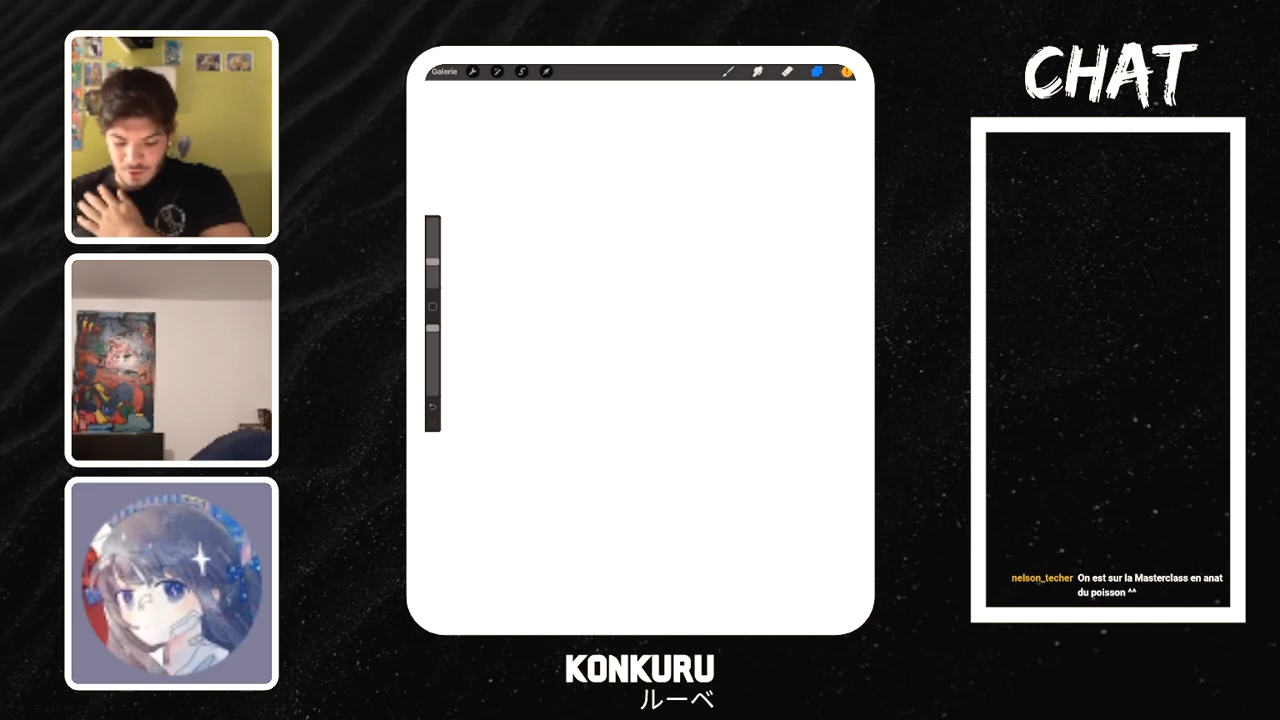 CHAT
Galerie
nelson_techer On est sur la Masterclass en anat
du poisson ^^
KONKURU
ルーベ